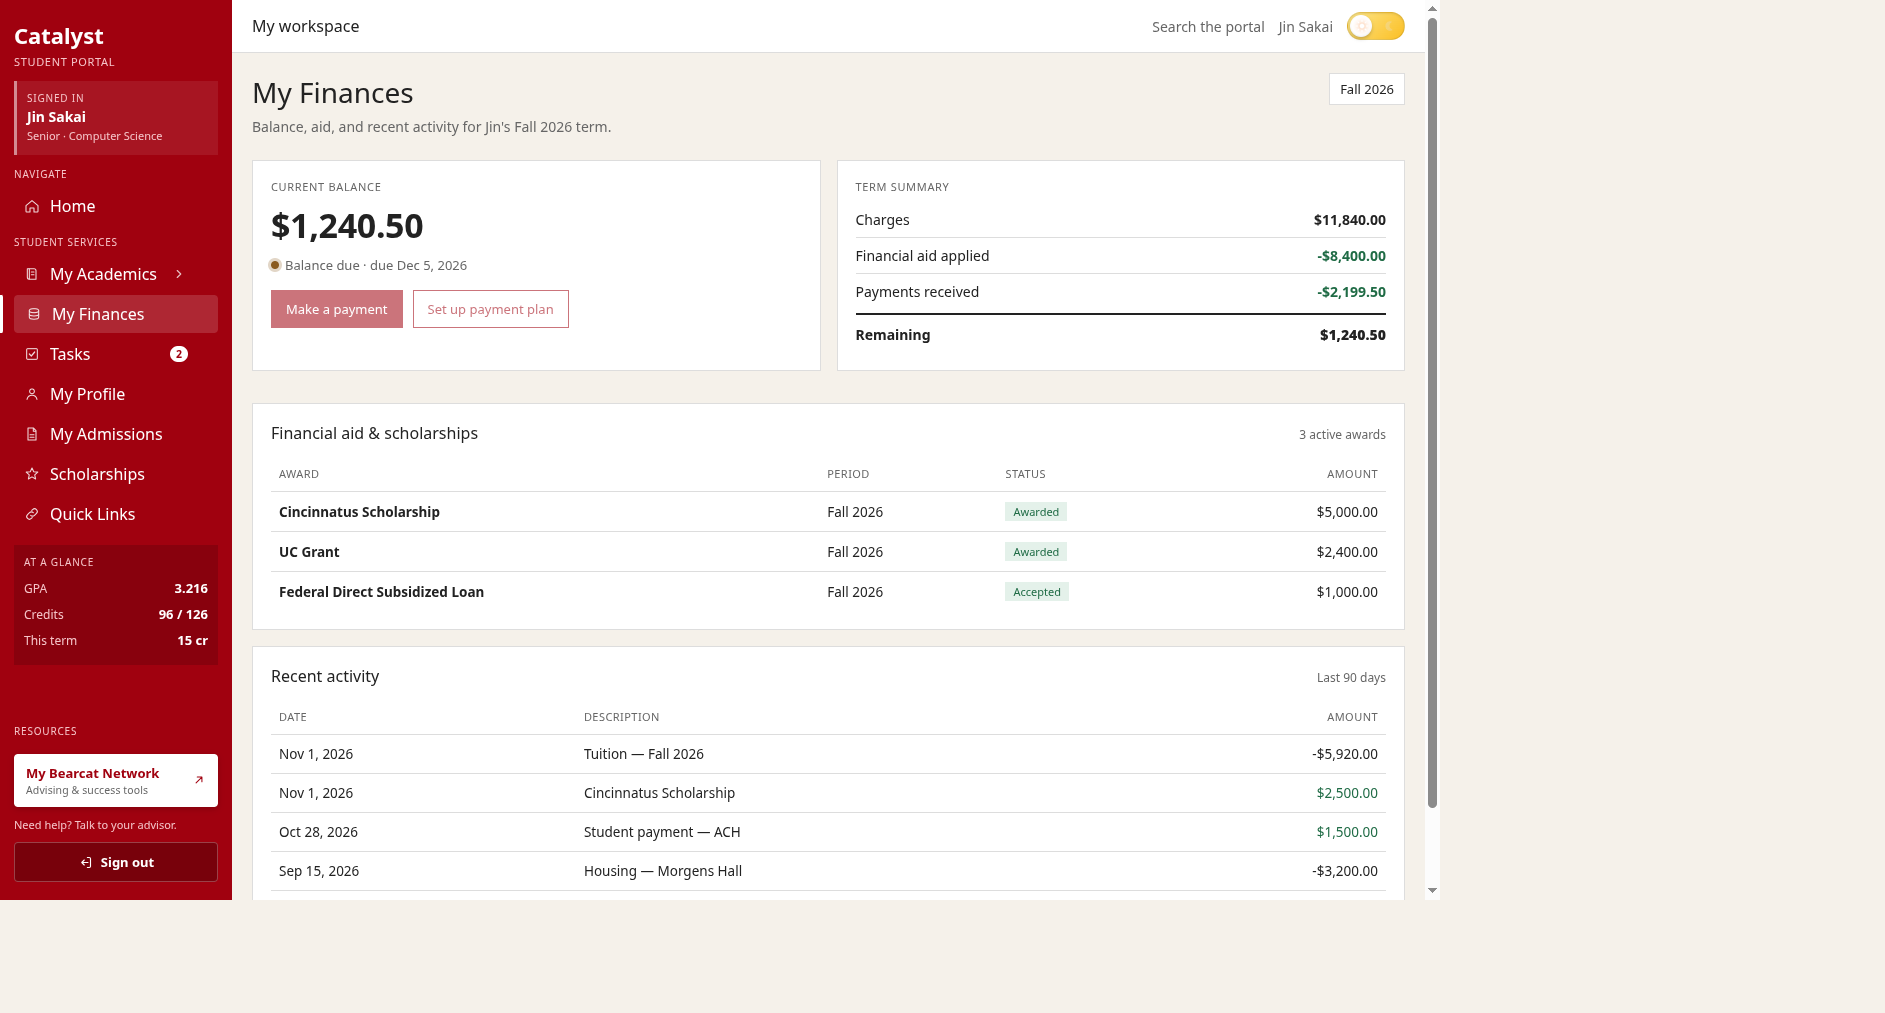 Catalyst
STUDENT PORTAL
SIGNED IN
Jin Sakai
Senior · Computer Science
NAVIGATE
Home
STUDENT SERVICES
My Academics
My Finances
Tasks 2
My Profile
My Admissions
Scholarships
Quick Links
AT A GLANCE
GPA 3.216
Credits 96 / 126
This term 15 cr
RESOURCES
My Bearcat Network
Advising & success tools
Need help? Talk to your advisor.
Sign out
My workspace Search the portal Jin Sakai
My Finances Fall 2026
Balance, aid, and recent activity for Jin's Fall 2026 term.
CURRENT BALANCE
$1,240.50
Balance due · due Dec 5, 2026
Make a payment Set up payment plan
TERM SUMMARY
Charges $11,840.00
Financial aid applied -$8,400.00
Payments received -$2,199.50
Remaining $1,240.50
Financial aid & scholarships 3 active awards
AWARD PERIOD STATUS AMOUNT
Cincinnatus Scholarship Fall 2026 Awarded $5,000.00
UC Grant Fall 2026 Awarded $2,400.00
Federal Direct Subsidized Loan Fall 2026 Accepted $1,000.00
Recent activity Last 90 days
DATE DESCRIPTION AMOUNT
Nov 1, 2026 Tuition — Fall 2026 -$5,920.00
Nov 1, 2026 Cincinnatus Scholarship $2,500.00
Oct 28, 2026 Student payment — ACH $1,500.00
Sep 15, 2026 Housing — Morgens Hall -$3,200.00